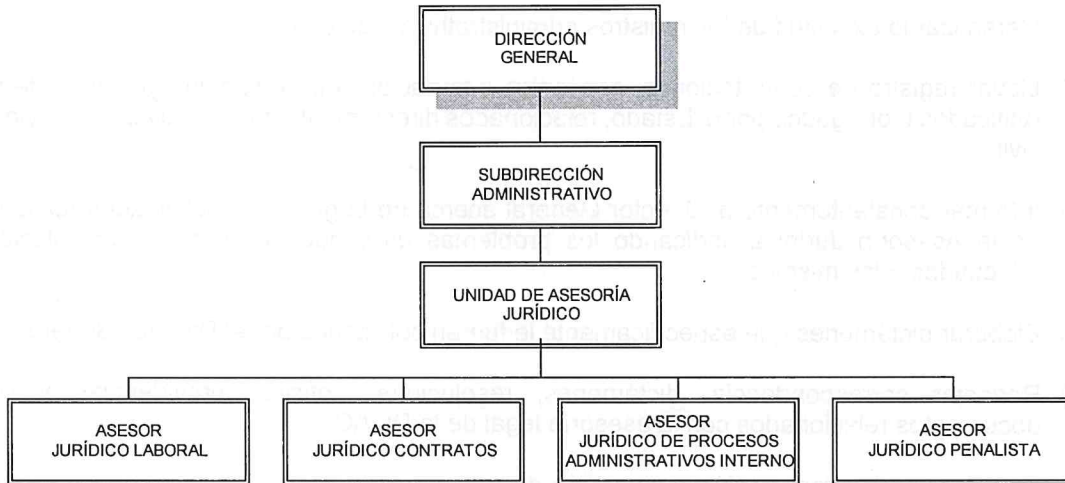 DIRECCIÓN
GENERAL
SUBDIRECCIÓN
ADMINISTRATIVO
UNIDAD DE ASESORÍA
JURÍDICO
ASESOR
JURÍDICO LABORAL
ASESOR
JURÍDICO CONTRATOS
ASESOR
JURÍDICO DE PROCESOS
ADMINISTRATIVOS INTERNO
ASESOR
JURÍDICO PENALISTA